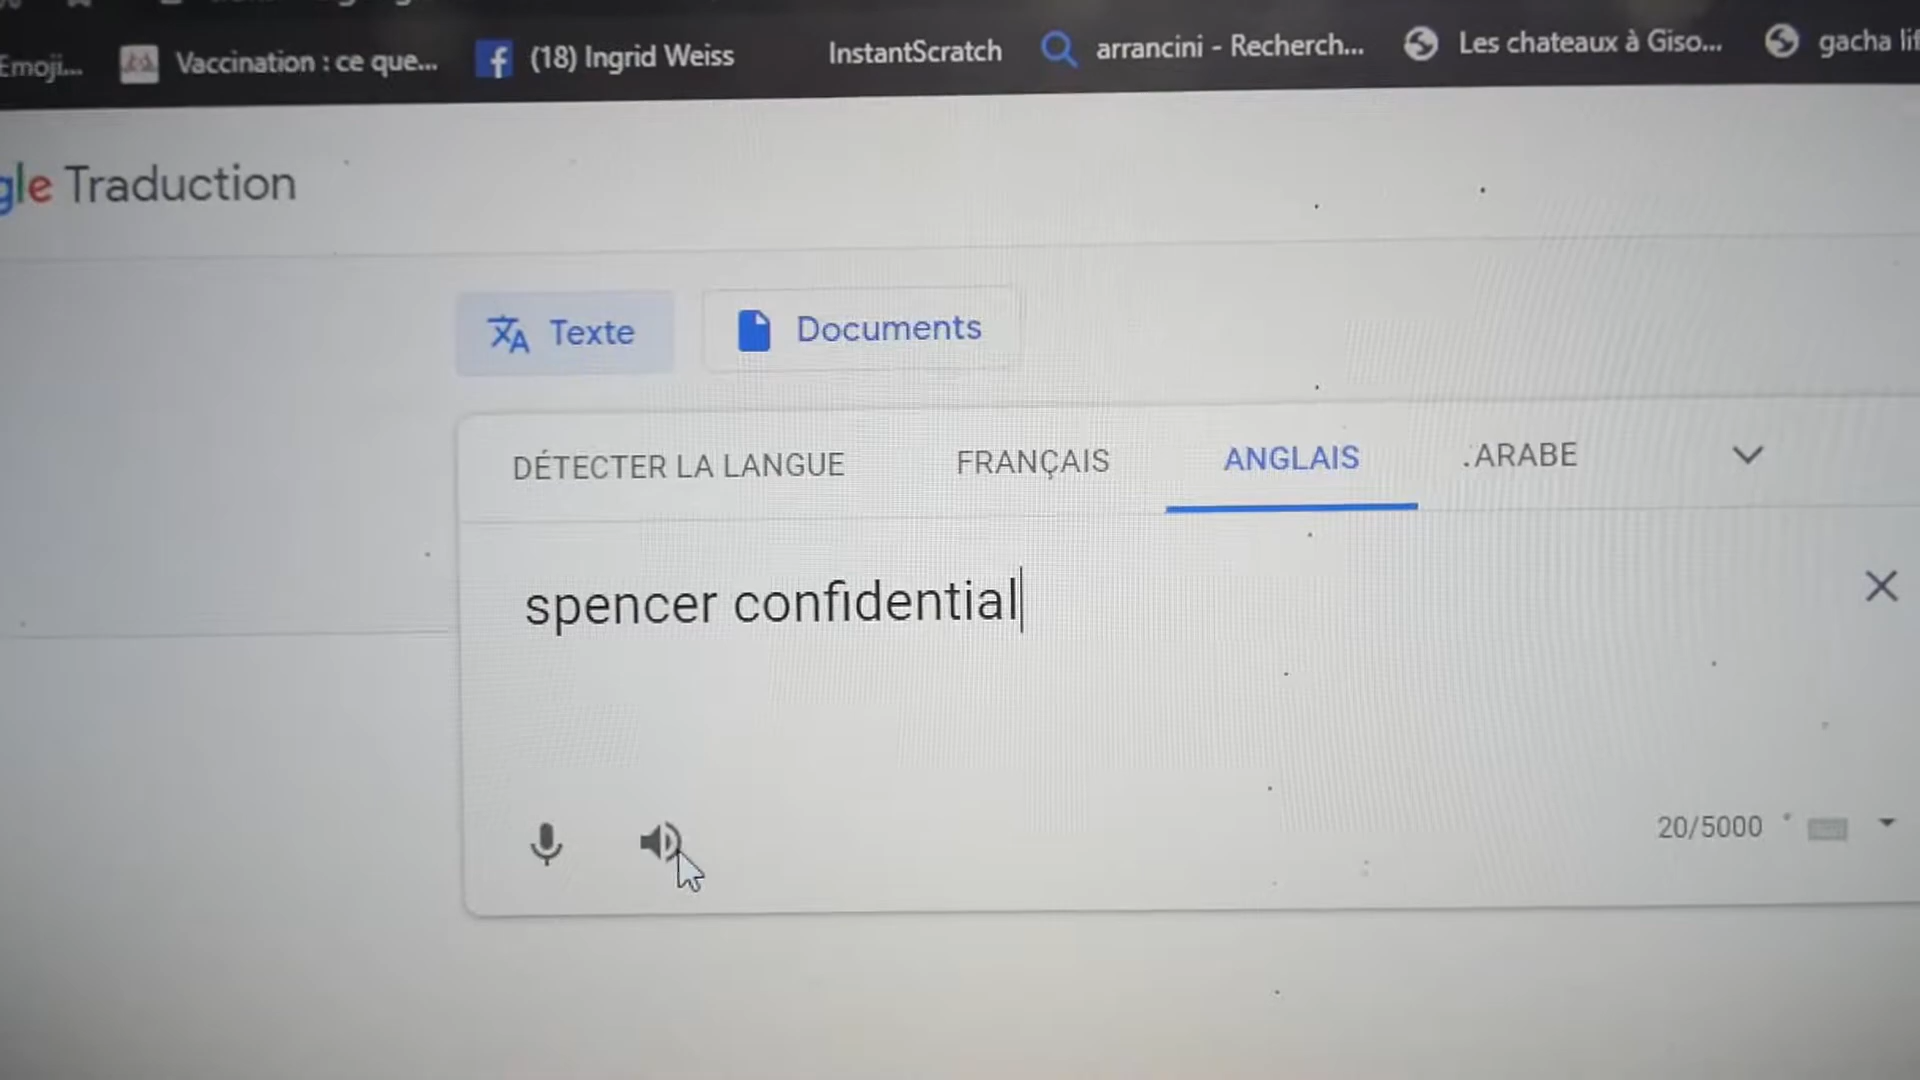 Emoji... Vaccination : ce que... (18) Ingrid Weiss InstantScratch arrancini - Recherch... Les chateaux à Giso... gacha lif
gle Traduction
Texte Documents
DÉTECTER LA LANGUE FRANÇAIS ANGLAIS ARABE
spencer confidential
20/5000